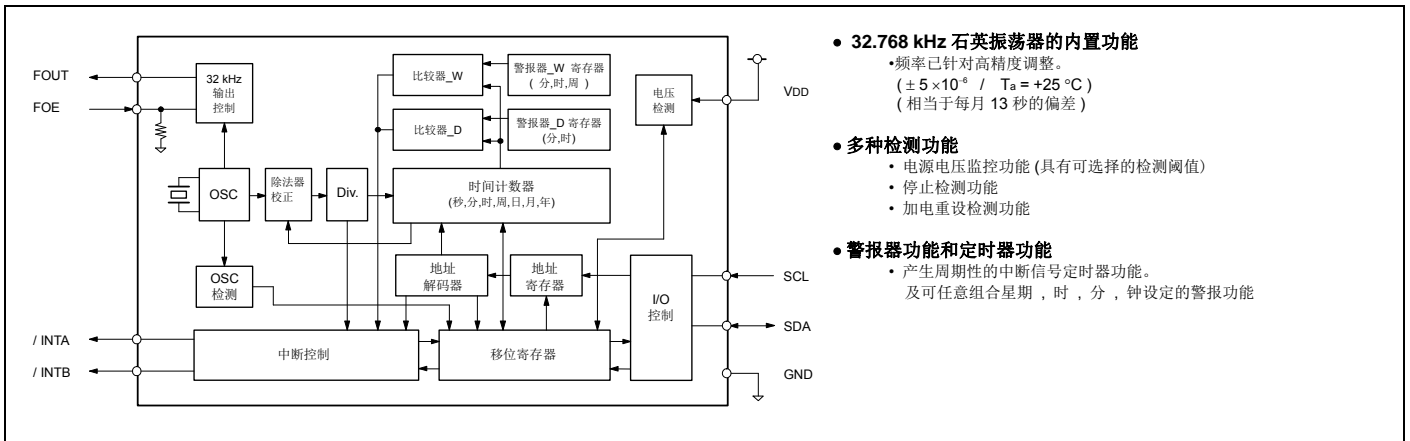 FOUT
FOE
/ INTA
/ INTB
32 kHz
输出
控制
OSC
OSC
检测
除法器
校正
Div.
比较器_W
警报器_W 寄存器
( 分,时,周 )
比较器_D
警报器_D 寄存器
(分,时)
时间计数器
(秒,分,时,周,日,月,年)
地址
解码器
地址
寄存器
中断控制
移位寄存器
电压
检测
I/O
控制
VDD
SCL
SDA
GND
● 32.768 kHz 石英振荡器的内置功能
•频率已针对高精度调整。
( ± 5 ×10⁻⁶ / Ta = +25 °C )
( 相当于每月 13 秒的偏差 )
● 多种检测功能
• 电源电压监控功能 (具有可选择的检测阈值)
• 停止检测功能
• 加电重设检测功能
● 警报器功能和定时器功能
• 产生周期性的中断信号定时器功能。
及可任意组合星期 , 时 , 分 , 钟设定的警报功能